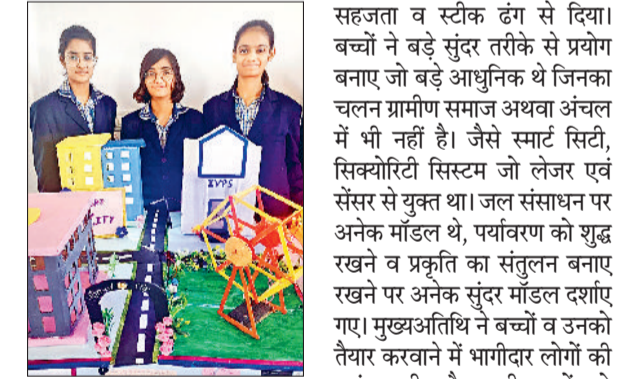 IVPS
CITY
सहजता व स्टीक ढंग से दिया।
बच्चों ने बड़े सुंदर तरीके से प्रयोग
बनाए जो बड़े आधुनिक थे जिनका
चलन ग्रामीण समाज अथवा अंचल
में भी नहीं है। जैसे स्मार्ट सिटी,
सिक्योरिटी सिस्टम जो लेजर एवं
सेंसर से युक्त था। जल संसाधन पर
अनेक मॉडल थे, पर्यावरण को शुद्ध
रखने व प्रकृति का संतुलन बनाए
रखने पर अनेक सुंदर मॉडल दर्शाए
गए। मुख्यअतिथि ने बच्चों व उनको
तैयार करवाने में भागीदार लोगों की